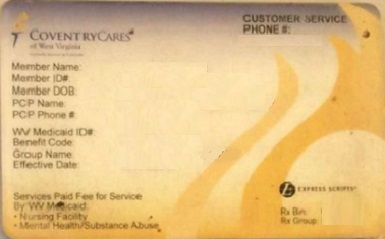 COVENTRYCARES
of West Virginia
CUSTOMER SERVICE
PHONE #:
Member Name:
Member ID#
Member DOB:
PCP Name:
PCP Phone #:
WV Medicaid ID#:
Benefit Code:
Group Name:
Effective Date:
Services Paid Fee for Service
By WV Medicaid:
• Nursing Facility
• Mental Health/Substance Abuse
EXPRESS SCRIPTS®
Rx Bin:
Rx Group: